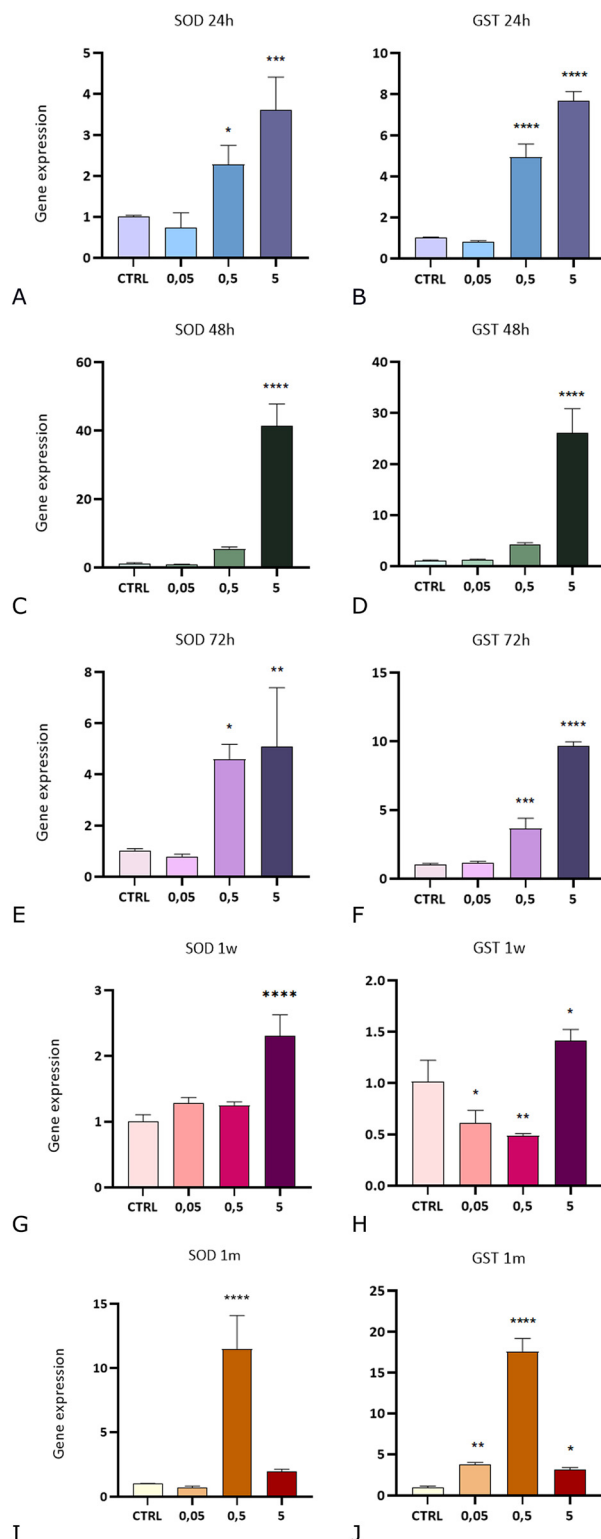 SOD 24h
***
*
Gene expression
5
4
3
2
1
0
CTRL 0,05 0,5 5
A
GST 24h
****
****
10
8
6
4
2
0
CTRL 0,05 0,5 5
B
SOD 48h
****
Gene expression
60
40
20
0
CTRL 0,05 0,5 5
C
GST 48h
****
40
30
20
10
0
CTRL 0,05 0,5 5
D
SOD 72h
**
*
Gene expression
8
6
4
2
0
CTRL 0,05 0,5 5
E
GST 72h
****
***
15
10
5
0
CTRL 0,05 0,5 5
F
SOD 1w
****
Gene expression
3
2
1
0
CTRL 0,05 0,5 5
G
GST 1w
*
*
**
2.0
1.5
1.0
0.5
0.0
CTRL 0,05 0,5 5
H
SOD 1m
****
Gene expression
15
10
5
0
CTRL 0,05 0,5 5
I
GST 1m
****
**
*
25
20
15
10
5
0
CTRL 0,05 0,5 5
J